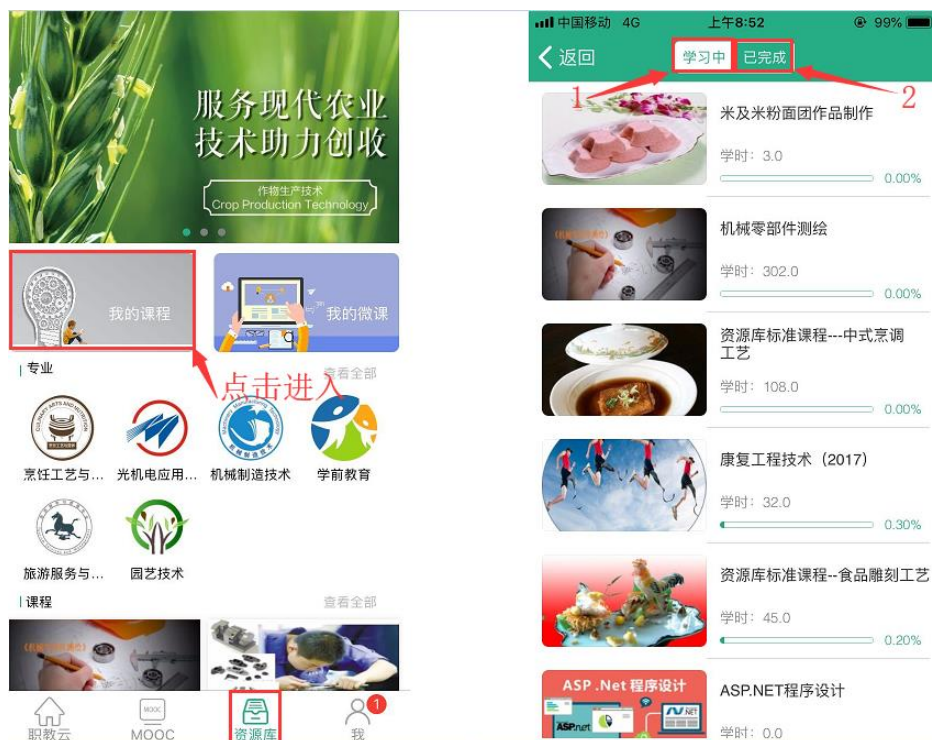 服务现代农业
技术助力创收
作物生产技术
Crop Production Technology
我的课程
我的微课
专业
查看全部
点击进入
烹饪工艺与...
光机电应用...
机械制造技术
学前教育
旅游服务与...
园艺技术
课程
查看全部
职教云
MOOC
MOOC
资源库
1
我
中国移动 4G
上午8:52
99%
返回
学习中
已完成
1
2
米及米粉面团作品制作
学时：3.0
0.00%
机械零部件测绘
学时：302.0
0.00%
资源库标准课程---中式烹调
工艺
学时：108.0
0.00%
康复工程技术（2017）
学时：32.0
0.30%
资源库标准课程--食品雕刻工艺
学时：45.0
0.20%
ASP .Net 程序设计
ASP.net
.NET
ASP.NET程序设计
学时：0.0